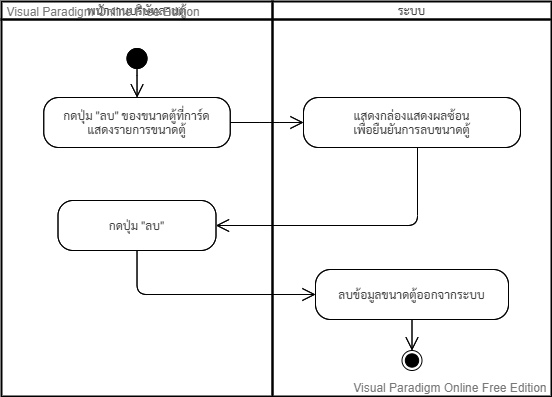 Visual Paradigm Online Free Edition
พนักงานบริษัทลานตู้
ระบบ
กดปุ่ม "ลบ" ของขนาดตู้ที่การ์ด
แสดงรายการขนาดตู้
แสดงกล่องแสดงผลซ้อน
เพื่อยืนยันการลบขนาดตู้
กดปุ่ม "ลบ"
ลบข้อมูลขนาดตู้ออกจากระบบ
Visual Paradigm Online Free Edition